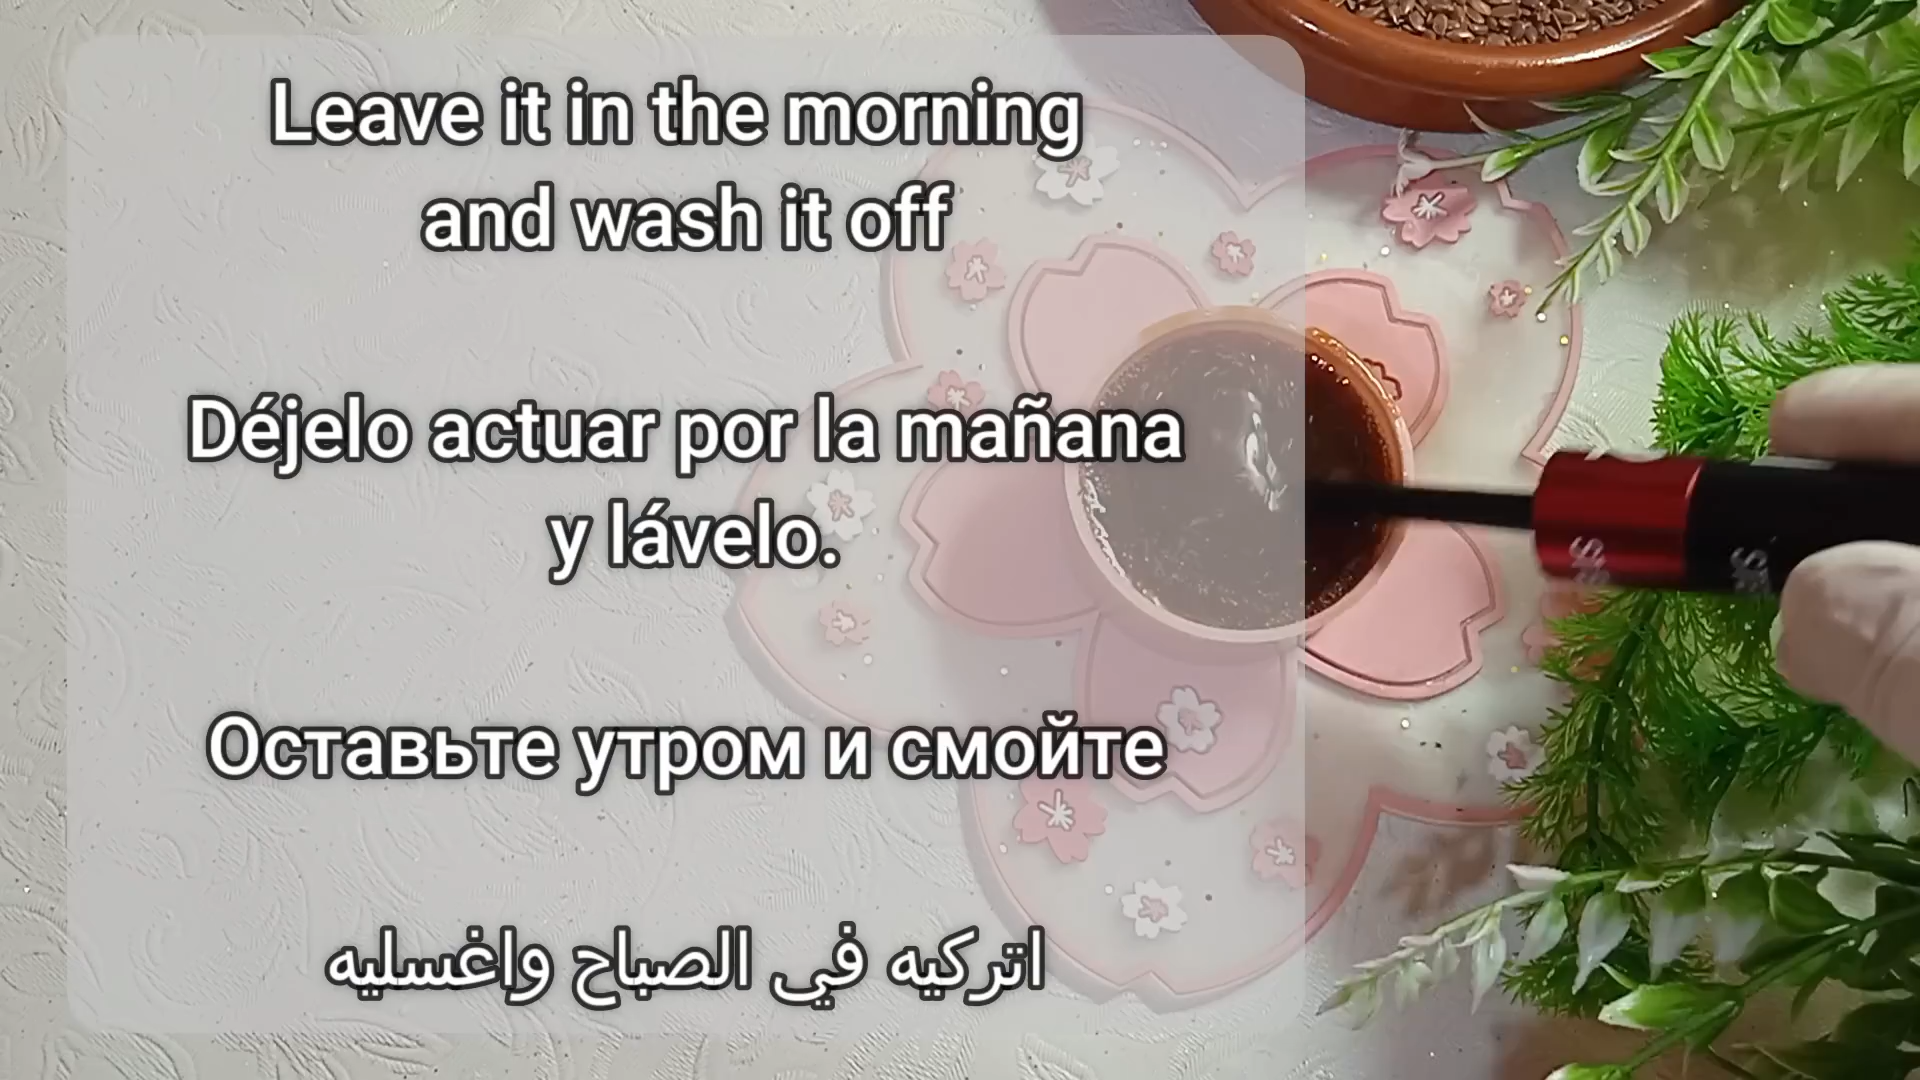 Leave it in the morning
and wash it off
Déjelo actuar por la mañana
y lávelo.
Оставьте утром и смойте
اتركيه في الصباح واغسليه